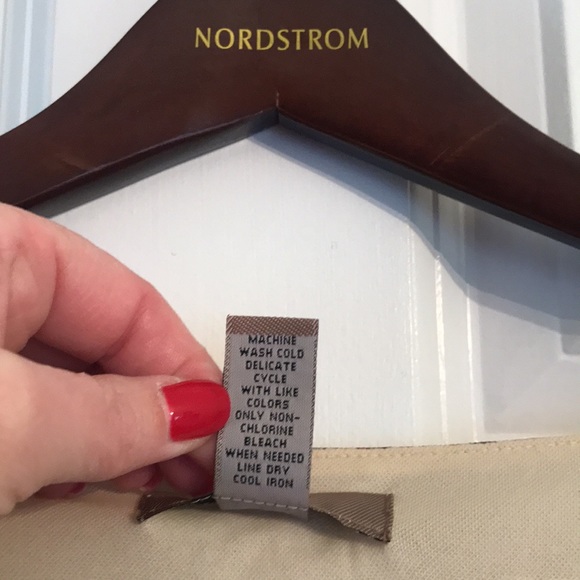 NORDSTROM
MACHINE
WASH COLD
DELICATE
CYCLE
WITH LIKE
COLORS
ONLY NON-
CHLORINE
BLEACH
WHEN NEEDED
LINE DRY
COOL IRON